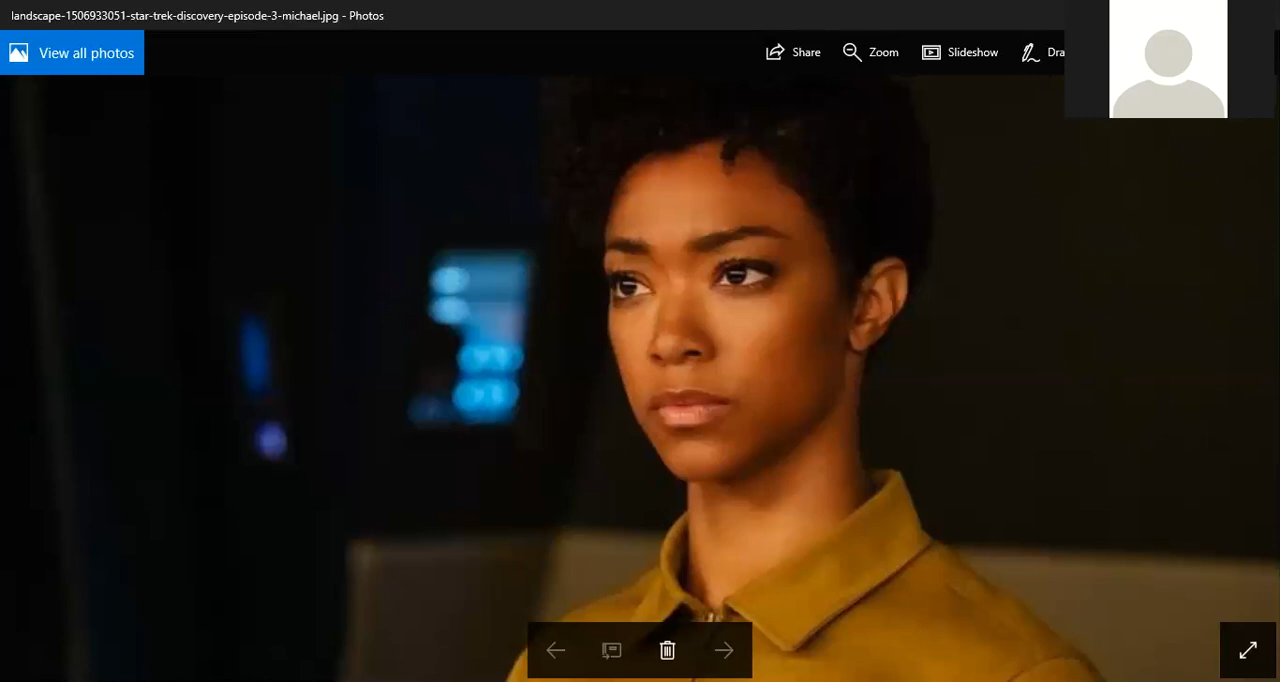 landscape-1506933051-star-trek-discovery-episode-3-michael.jpg - Photos
View all photos
Share
Zoom
Slideshow